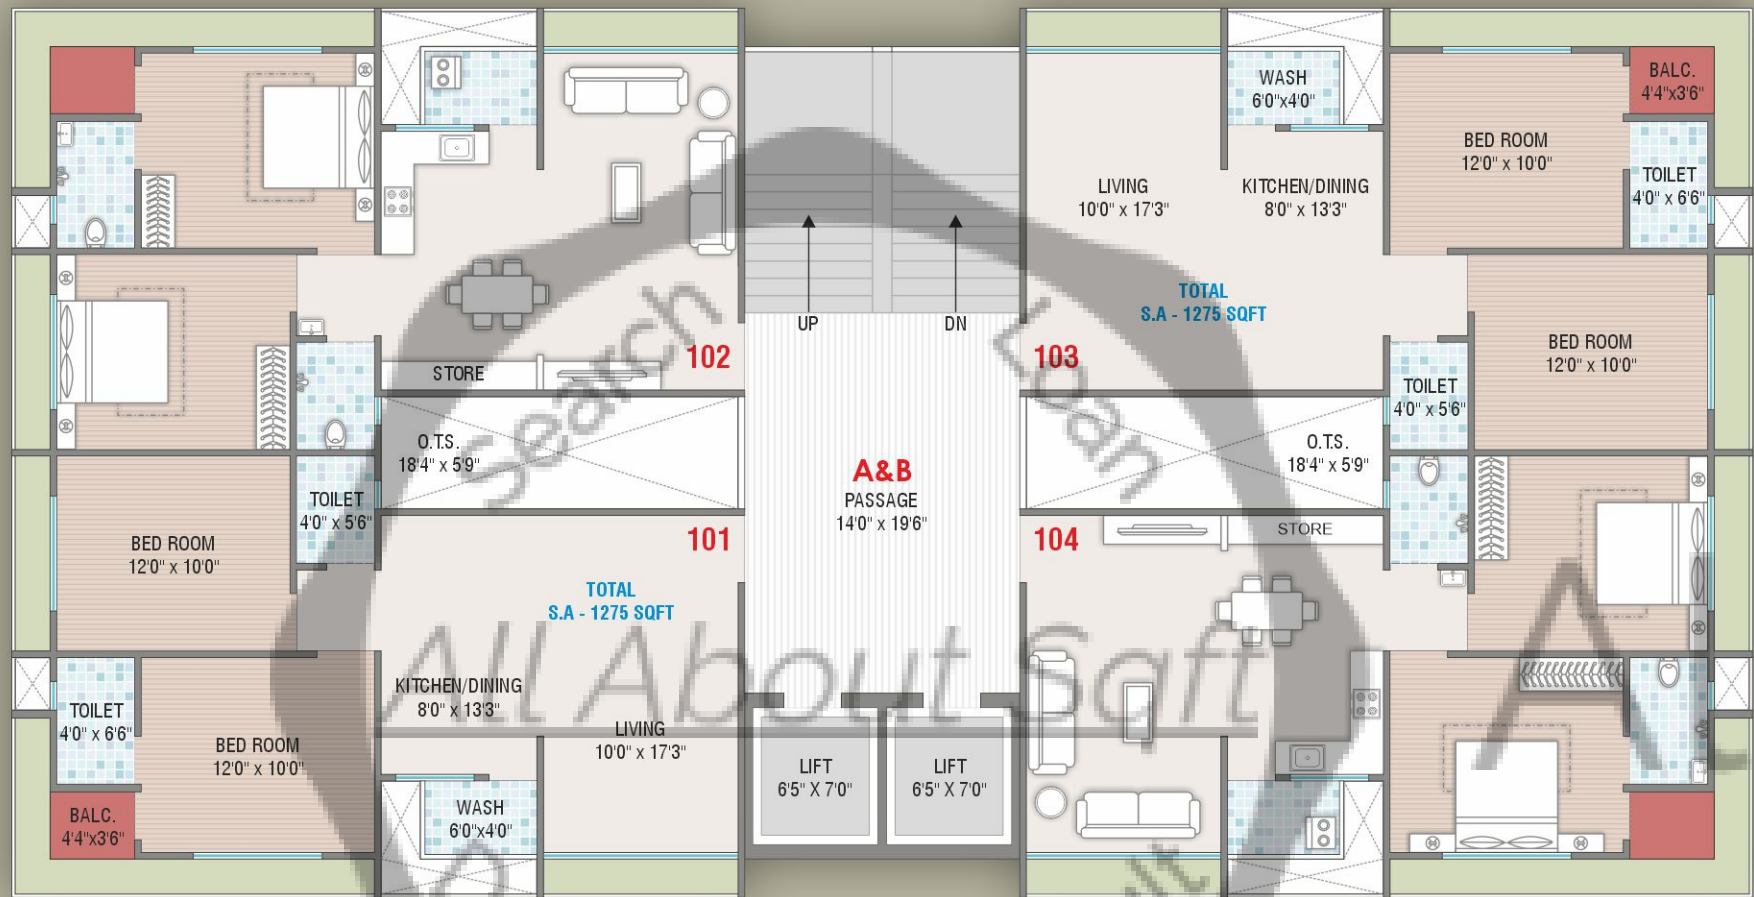 BALC.
4'4"x3'6"
WASH
6'0"x4'0"
BED ROOM
12'0" x 10'0"
TOILET
4'0" x 6'6"
LIVING
10'0" x 17'3"
KITCHEN/DINING
8'0" x 13'3"
TOTAL
S.A - 1275 SQFT
UP
DN
102
103
STORE
BED ROOM
12'0" x 10'0"
TOILET
4'0" x 5'6"
Search
Loan
O.T.S.
18'4" x 5'9"
O.T.S.
18'4" x 5'9"
A&B
PASSAGE
14'0" x 19'6"
TOILET
4'0" x 5'6"
101
104
STORE
BED ROOM
12'0" x 10'0"
TOTAL
S.A - 1275 SQFT
All About Sqft
KITCHEN/DINING
8'0" x 13'3"
LIVING
10'0" x 17'3"
TOILET
4'0" x 6'6"
BED ROOM
12'0" x 10'0"
LIFT
6'5" X 7'0"
LIFT
6'5" X 7'0"
WASH
6'0"x4'0"
BALC.
4'4"x3'6"